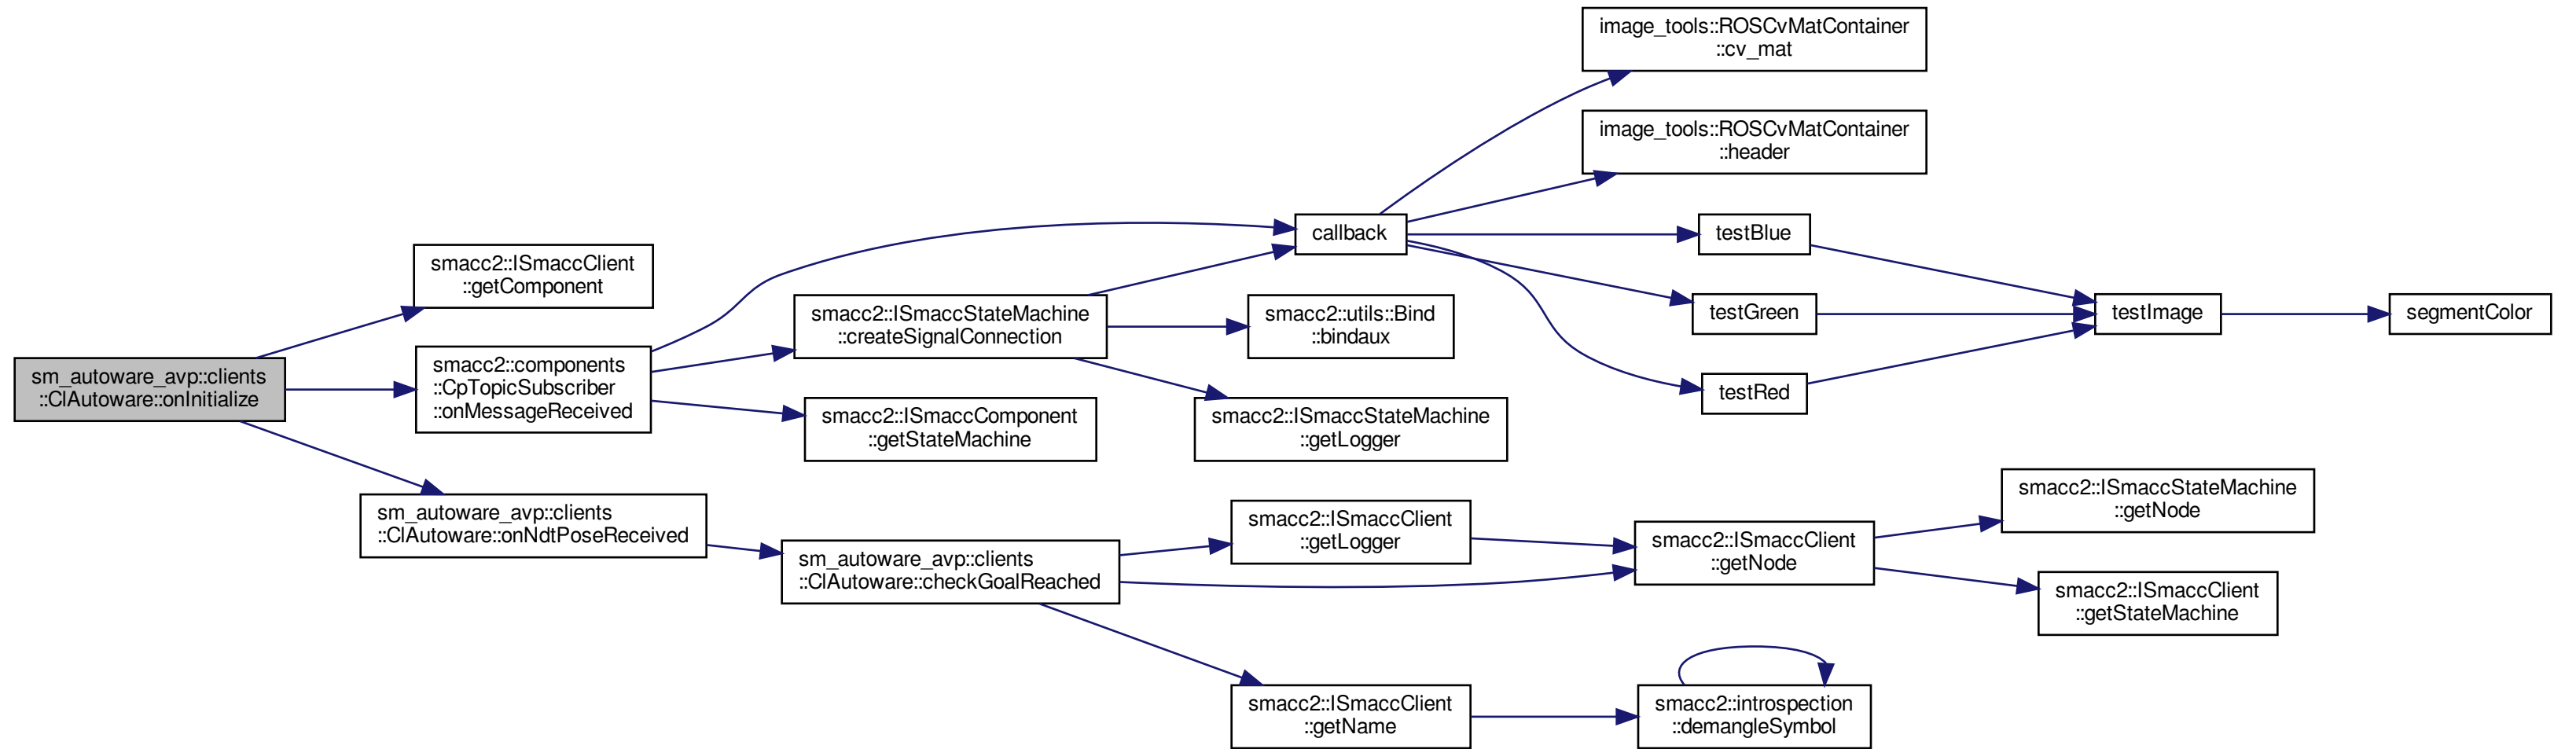 sm_autoware_avp::clients
::ClAutoware::onInitialize
smacc2::ISmaccClient
::getComponent
smacc2::components
::CpTopicSubscriber
::onMessageReceived
sm_autoware_avp::clients
::ClAutoware::onNdtPoseReceived
smacc2::ISmaccStateMachine
::createSignalConnection
smacc2::ISmaccComponent
::getStateMachine
sm_autoware_avp::clients
::ClAutoware::checkGoalReached
callback
smacc2::utils::Bind
::bindaux
smacc2::ISmaccStateMachine
::getLogger
smacc2::ISmaccClient
::getLogger
smacc2::ISmaccClient
::getName
image_tools::ROSCvMatContainer
::cv_mat
image_tools::ROSCvMatContainer
::header
testBlue
testGreen
testRed
smacc2::ISmaccClient
::getNode
smacc2::introspection
::demangleSymbol
testImage
smacc2::ISmaccStateMachine
::getNode
smacc2::ISmaccClient
::getStateMachine
segmentColor